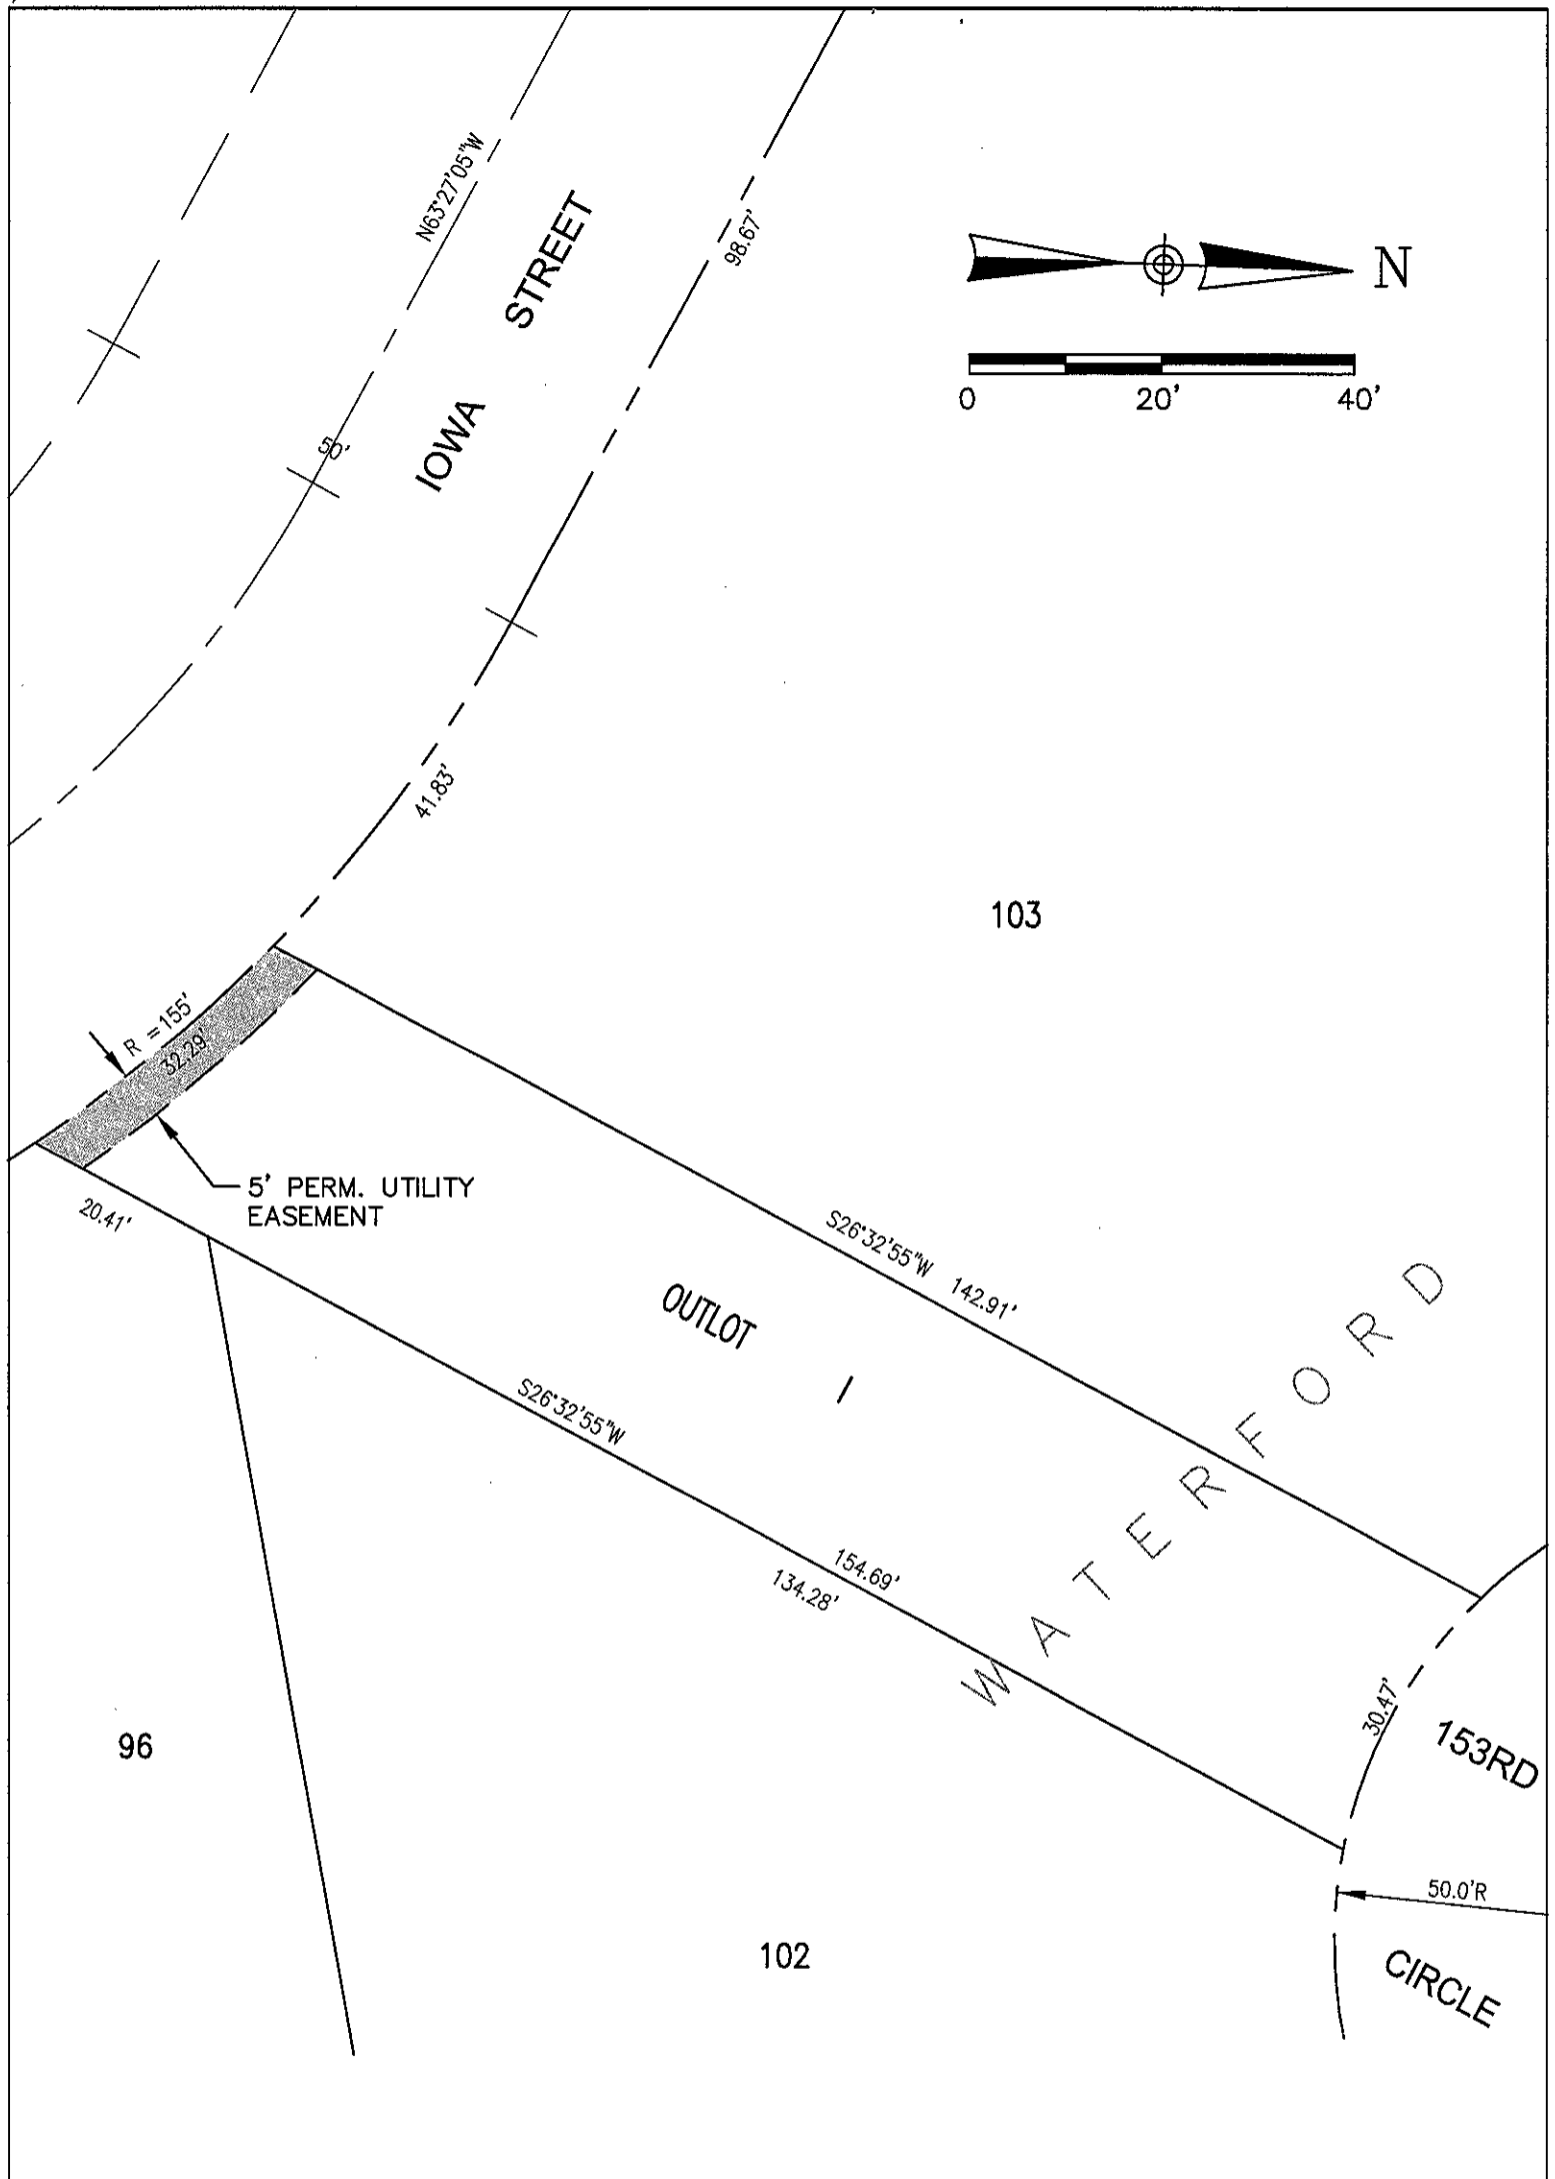 N63°27'05"W
IOWA STREET
98.67'
N
0 20' 40'
50'
41.83'
103
R =155'
32.29'
5' PERM. UTILITY
EASEMENT
20.41'
S26°32'55"W 142.91'
OUTLOT I
S26°32'55"W
154.69'
134.28'
WATERFORD
30.47'
153RD
CIRCLE
50.0'R
96
102